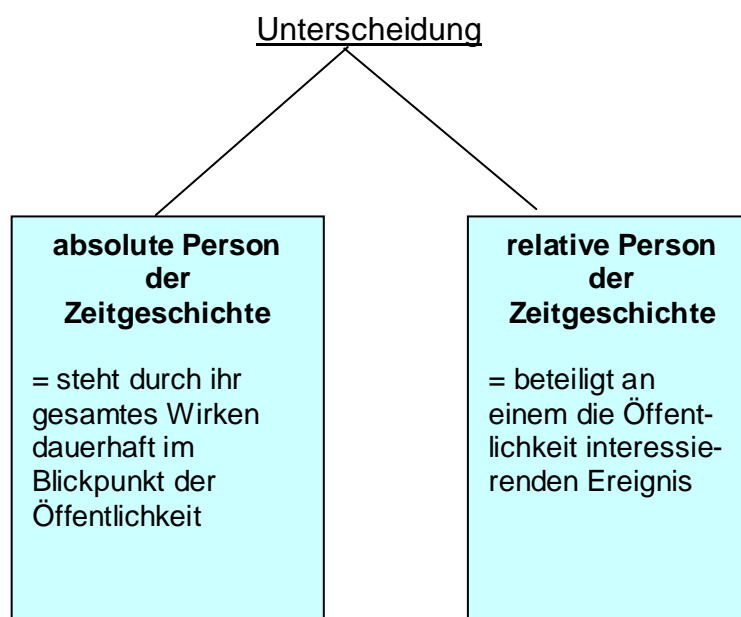 Unterscheidung
absolute Person
der
Zeitgeschichte
= steht durch ihr
gesamtes Wirken
dauerhaft im
Blickpunkt der
Öffentlichkeit
relative Person
der
Zeitgeschichte
= beteiligt an
einem die Öffent-
lichkeit interessie-
renden Ereignis